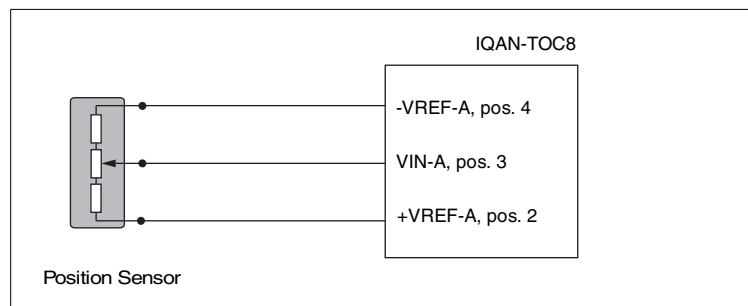 IQAN-TOC8
-VREF-A, pos. 4
VIN-A, pos. 3
+VREF-A, pos. 2
Position Sensor